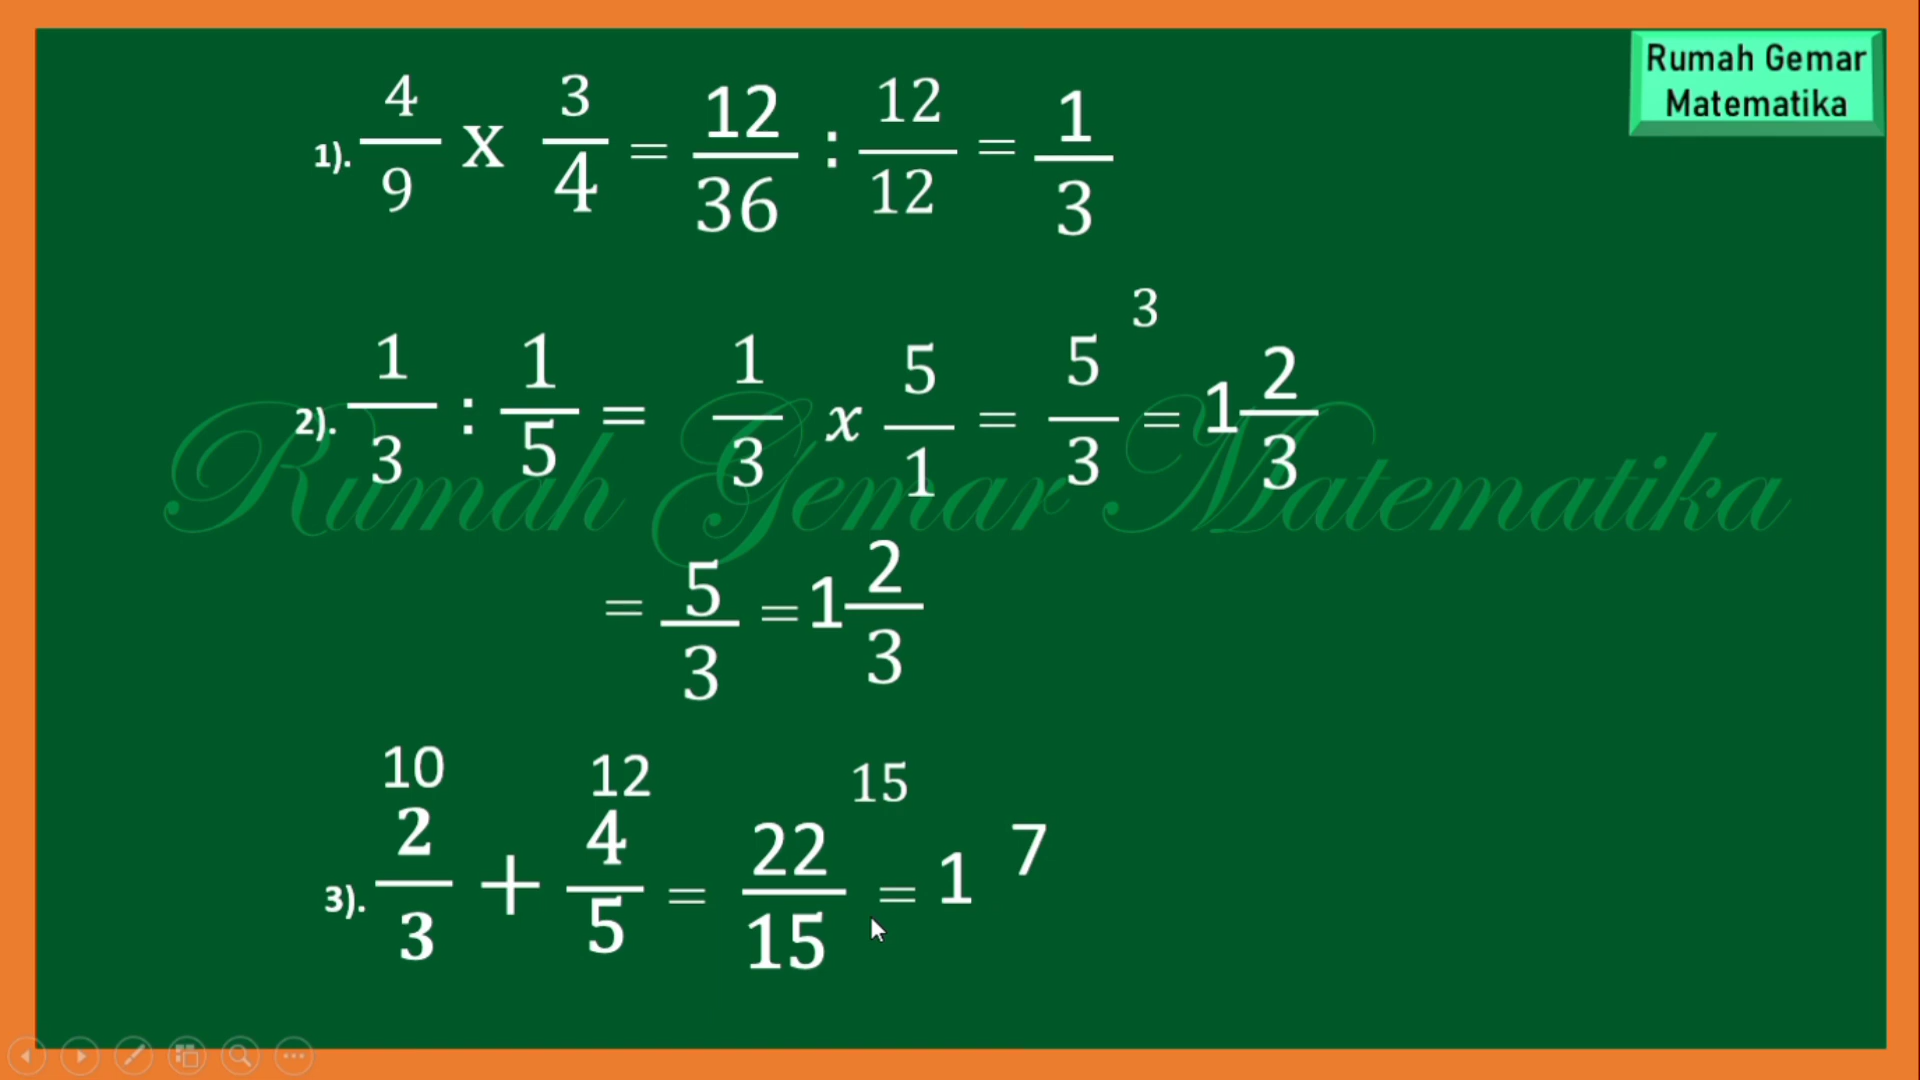 Rumah Gemar
Matematika
1). 4/9 x 3/4 = 12/36 : 12/12 = 1/3
3
2). 1/3 : 1/5 = 1/3 x 5/1 = 5/3 = 1 2/3
Rumah Gemar Matematika
= 5/3 = 1 2/3
10 12 15
3). 2/3 + 4/5 = 22/15 = 1 7